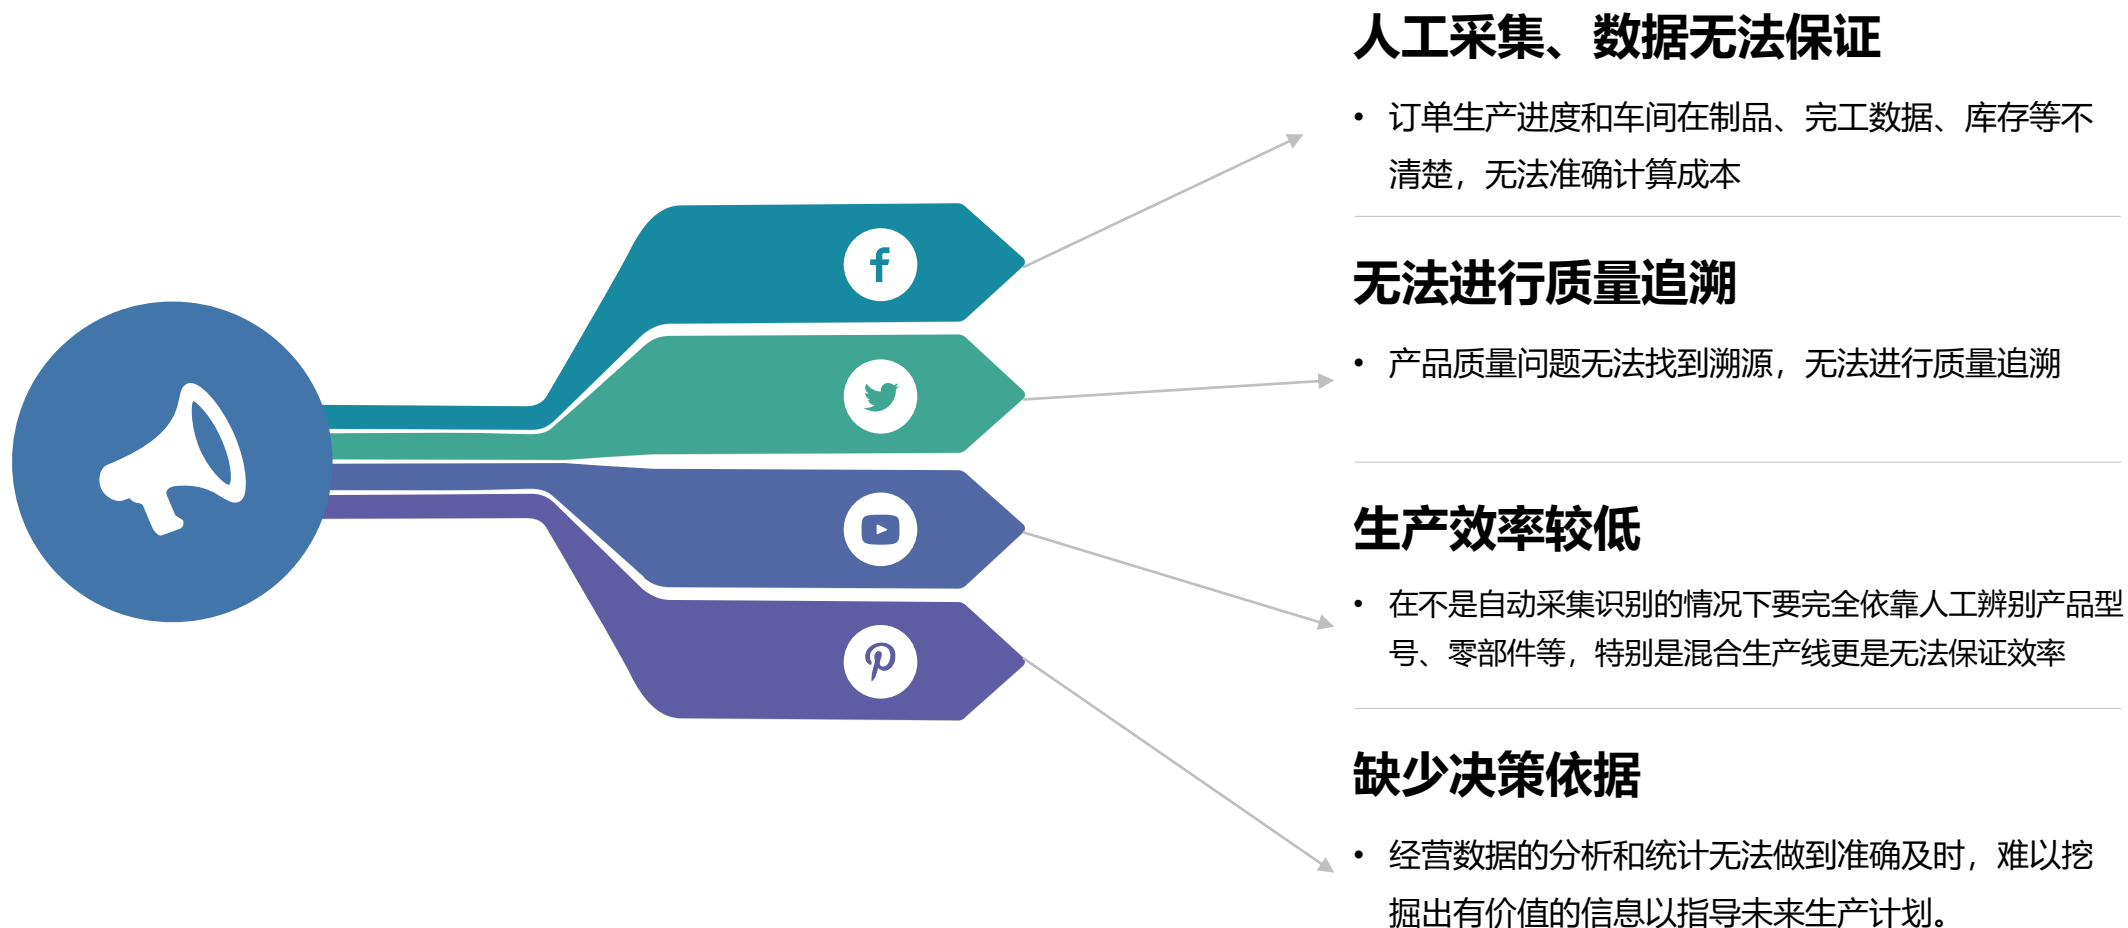 人工采集、数据无法保证
• 订单生产进度和车间在制品、完工数据、库存等不
清楚，无法准确计算成本
无法进行质量追溯
• 产品质量问题无法找到溯源，无法进行质量追溯
生产效率较低
• 在不是自动采集识别的情况下要完全依靠人工辨别产品型
号、零部件等，特别是混合生产线更是无法保证效率
缺少决策依据
• 经营数据的分析和统计无法做到准确及时，难以挖
掘出有价值的信息以指导未来生产计划。